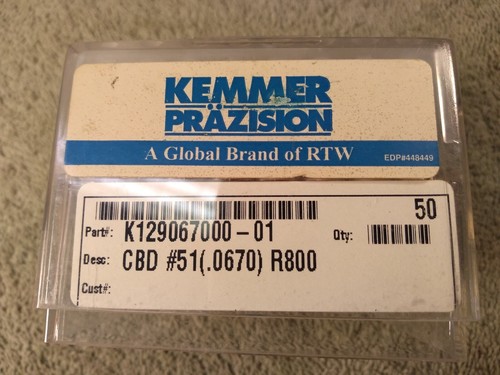 KEMMER
PRÄZISION
A Global Brand of RTW EDP#448449
50
Part#: K129067000-01 Qty:
Desc: CBD #51(.0670) R800
Cust#: